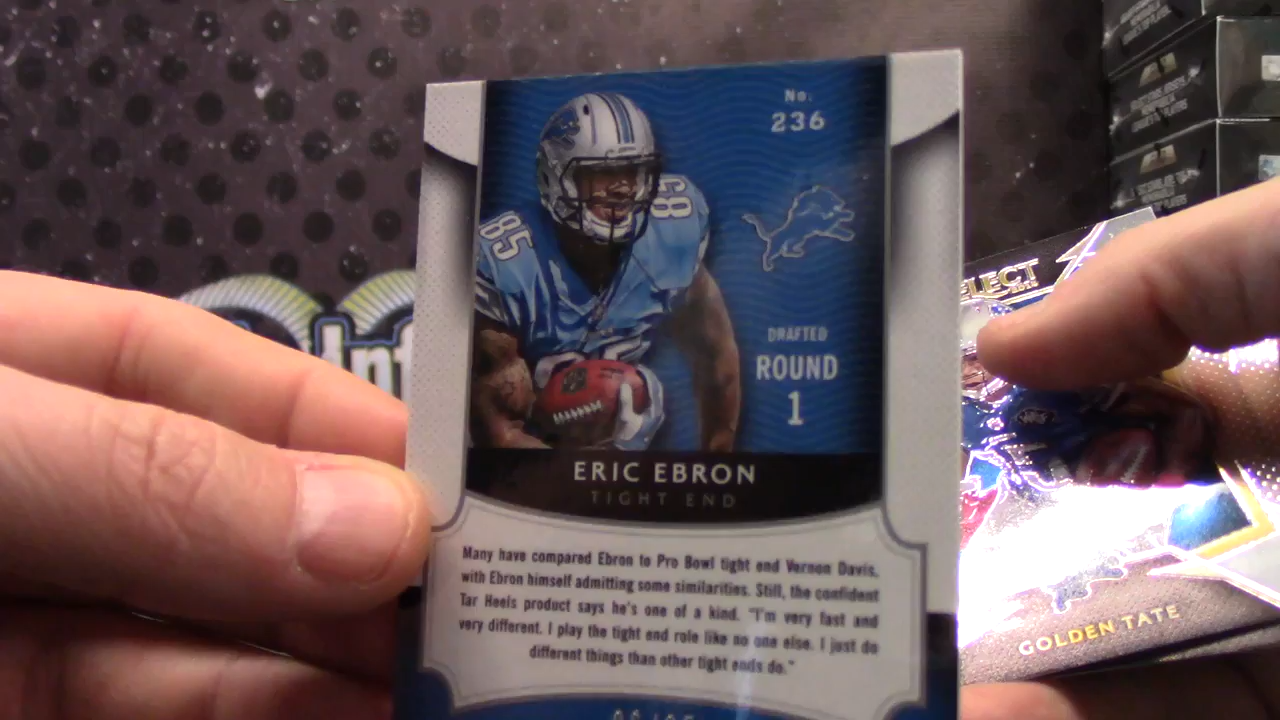 No.
236
85
85
DRAFTED
ROUND
1
ERIC EBRON
TIGHT END
Many have compared Ebron to Pro Bowl tight end Vernon Davis,
with Ebron himself admitting some similarities. Still, the confident
Tar Heels product says he's one of a kind. "I'm very fast and
very different. I play the tight end role like no one else. I just do
different things than other tight ends do."
GOLDEN TATE